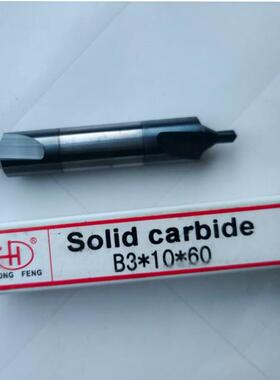 H
Solid carbide
ONG FENG
B3*10*60